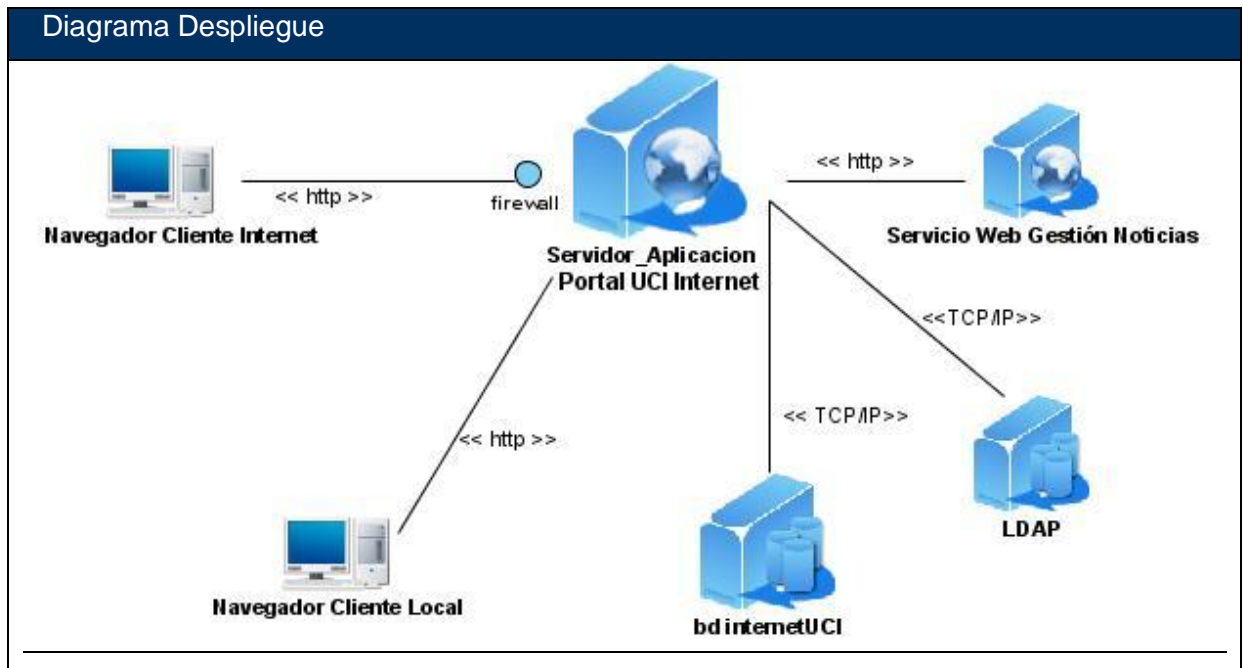 Diagrama Despliegue
<< http >>
firewall
Navegador Cliente Internet
Servidor_Aplicacion
Portal UCI Internet
<< http >>
Servicio Web Gestión Noticias
<<TCP/IP>>
<< TCP/IP>>
<< http >>
LDAP
Navegador Cliente Local
bd internetUCI